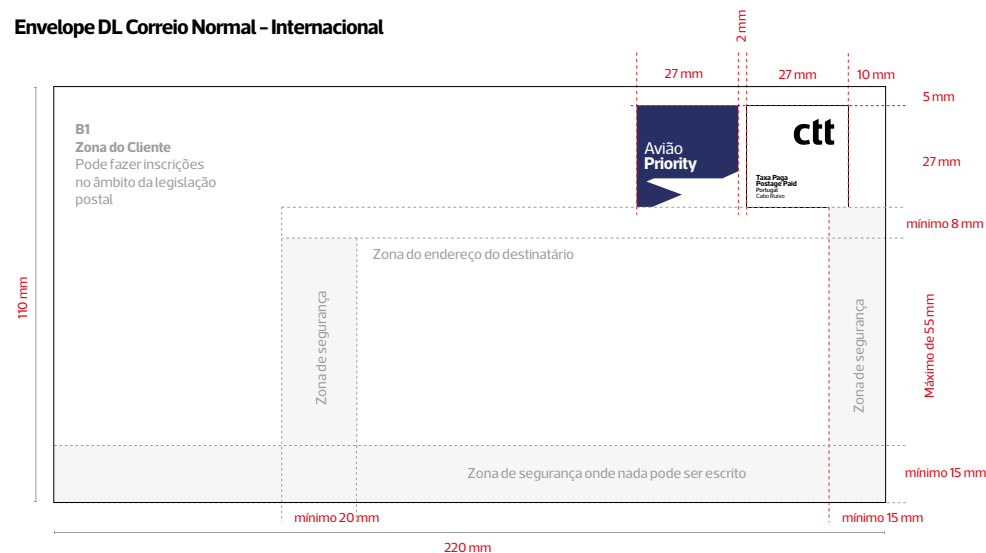 Envelope DL Correio Normal – Internacional
2 mm
27 mm
27 mm
10 mm
5 mm
B1
Zona do Cliente
Pode fazer inscrições
no âmbito da legislação
postal
Avião
Priority
ctt
Taxa Paga
Postage Paid
Portugal
Cabo Ruivo
27 mm
mínimo 8 mm
Zona do endereço do destinatário
110 mm
Zona de segurança
Zona de segurança
Máximo de 55 mm
Zona de segurança onde nada pode ser escrito
mínimo 15 mm
mínimo 20 mm
mínimo 15 mm
220 mm